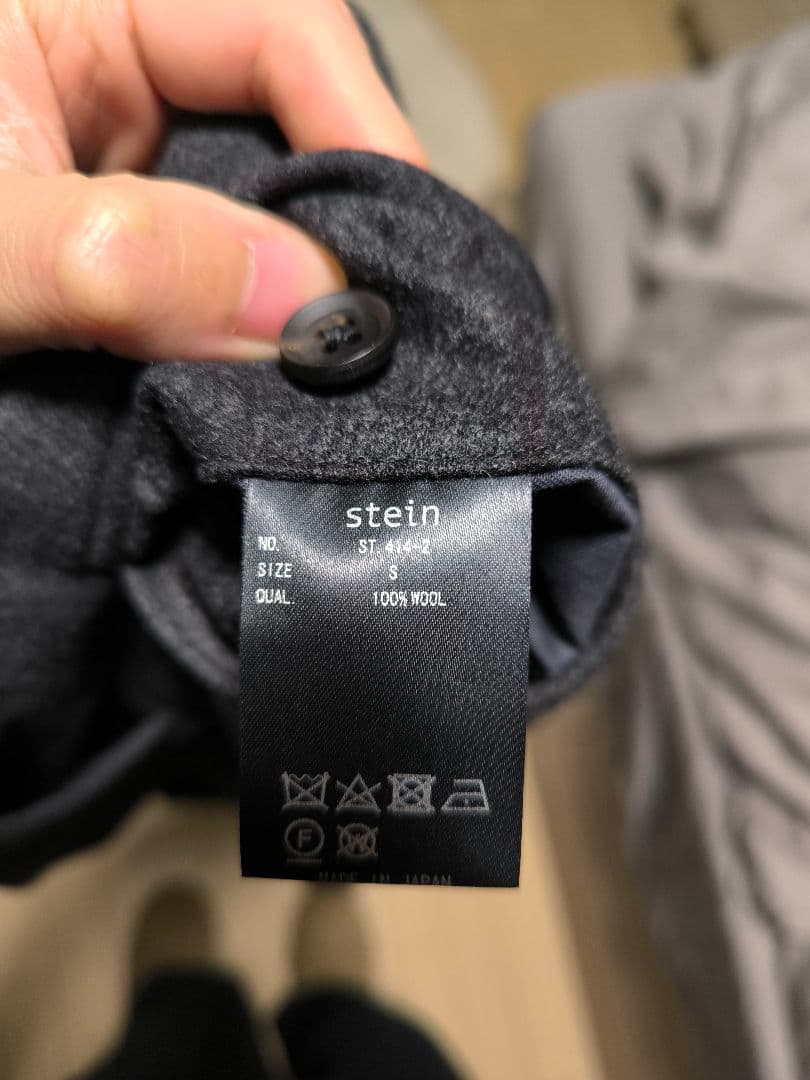 stein
NO. ST.414-2
SIZE S
QUAL. 100% WOOL
F
W
MADE IN JAPAN